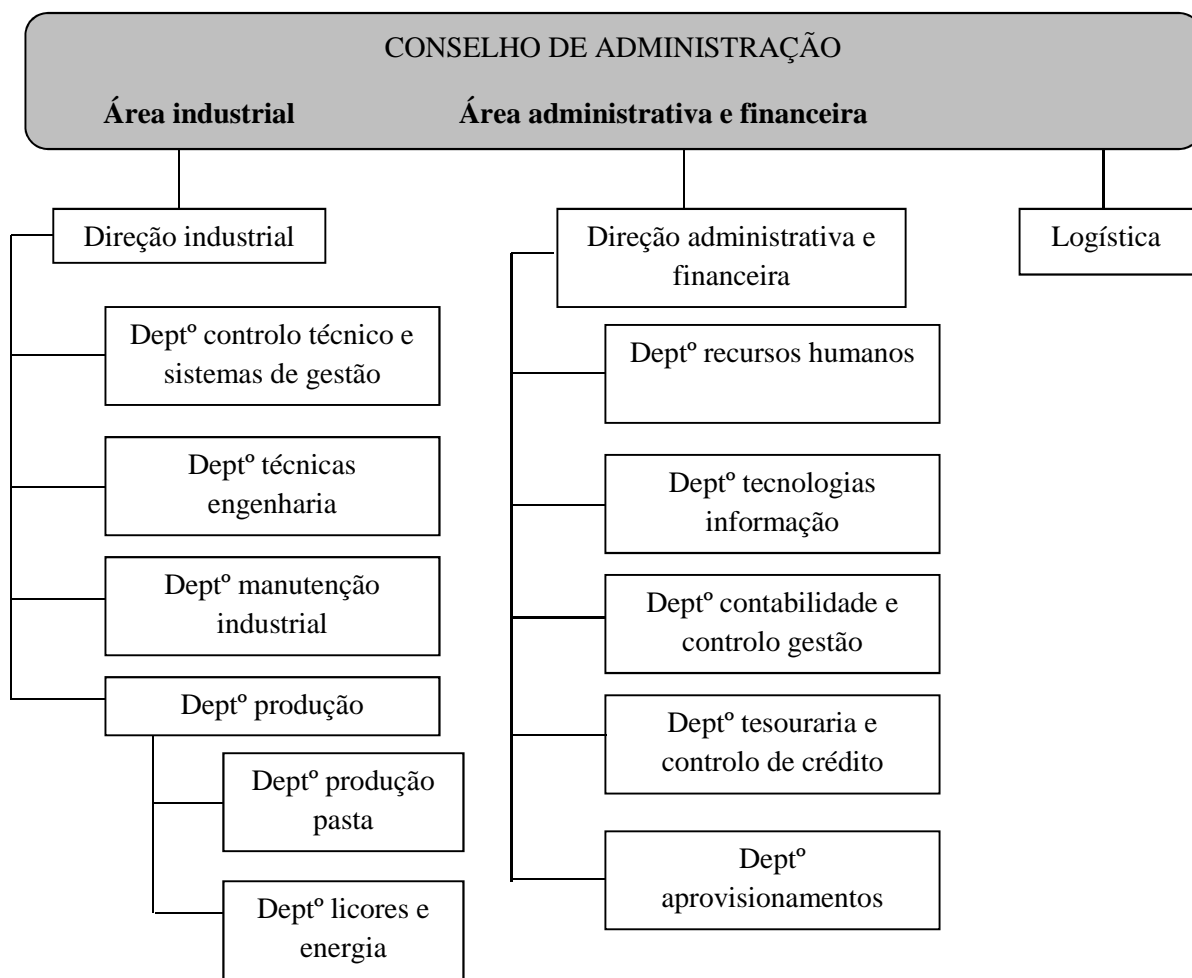 CONSELHO DE ADMINISTRAÇÃO
Área industrial
Área administrativa e financeira
Direção industrial
Deptº controlo técnico e
sistemas de gestão
Deptº técnicas
engenharia
Deptº manutenção
industrial
Deptº produção
Deptº produção
pasta
Deptº licores e
energia
Direção administrativa e
financeira
Deptº recursos humanos
Deptº tecnologias
informação
Deptº contabilidade e
controlo gestão
Deptº tesouraria e
controlo de crédito
Deptº
aprovisionamentos
Logística